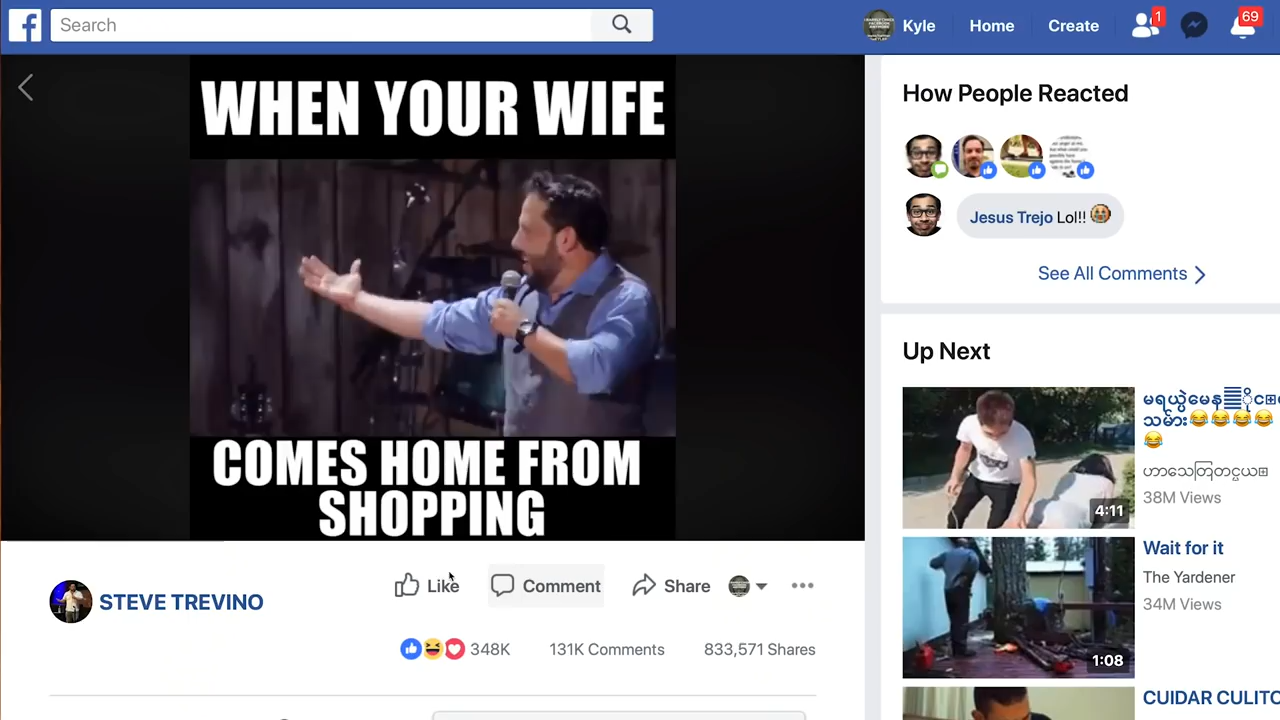 Search
Kyle
Home
Create
1
69
WHEN YOUR WIFE
COMES HOME FROM
SHOPPING
STEVE TREVINO
Like
Comment
Share
348K
131K Comments
833,571 Shares
How People Reacted
Jesus Trejo Lol!! 😭
See All Comments
Up Next
4:11
သမ်ား😂😂😂😂
😂
38M Views
1:08
Wait for it
The Yardener
34M Views
CUIDAR CULITO